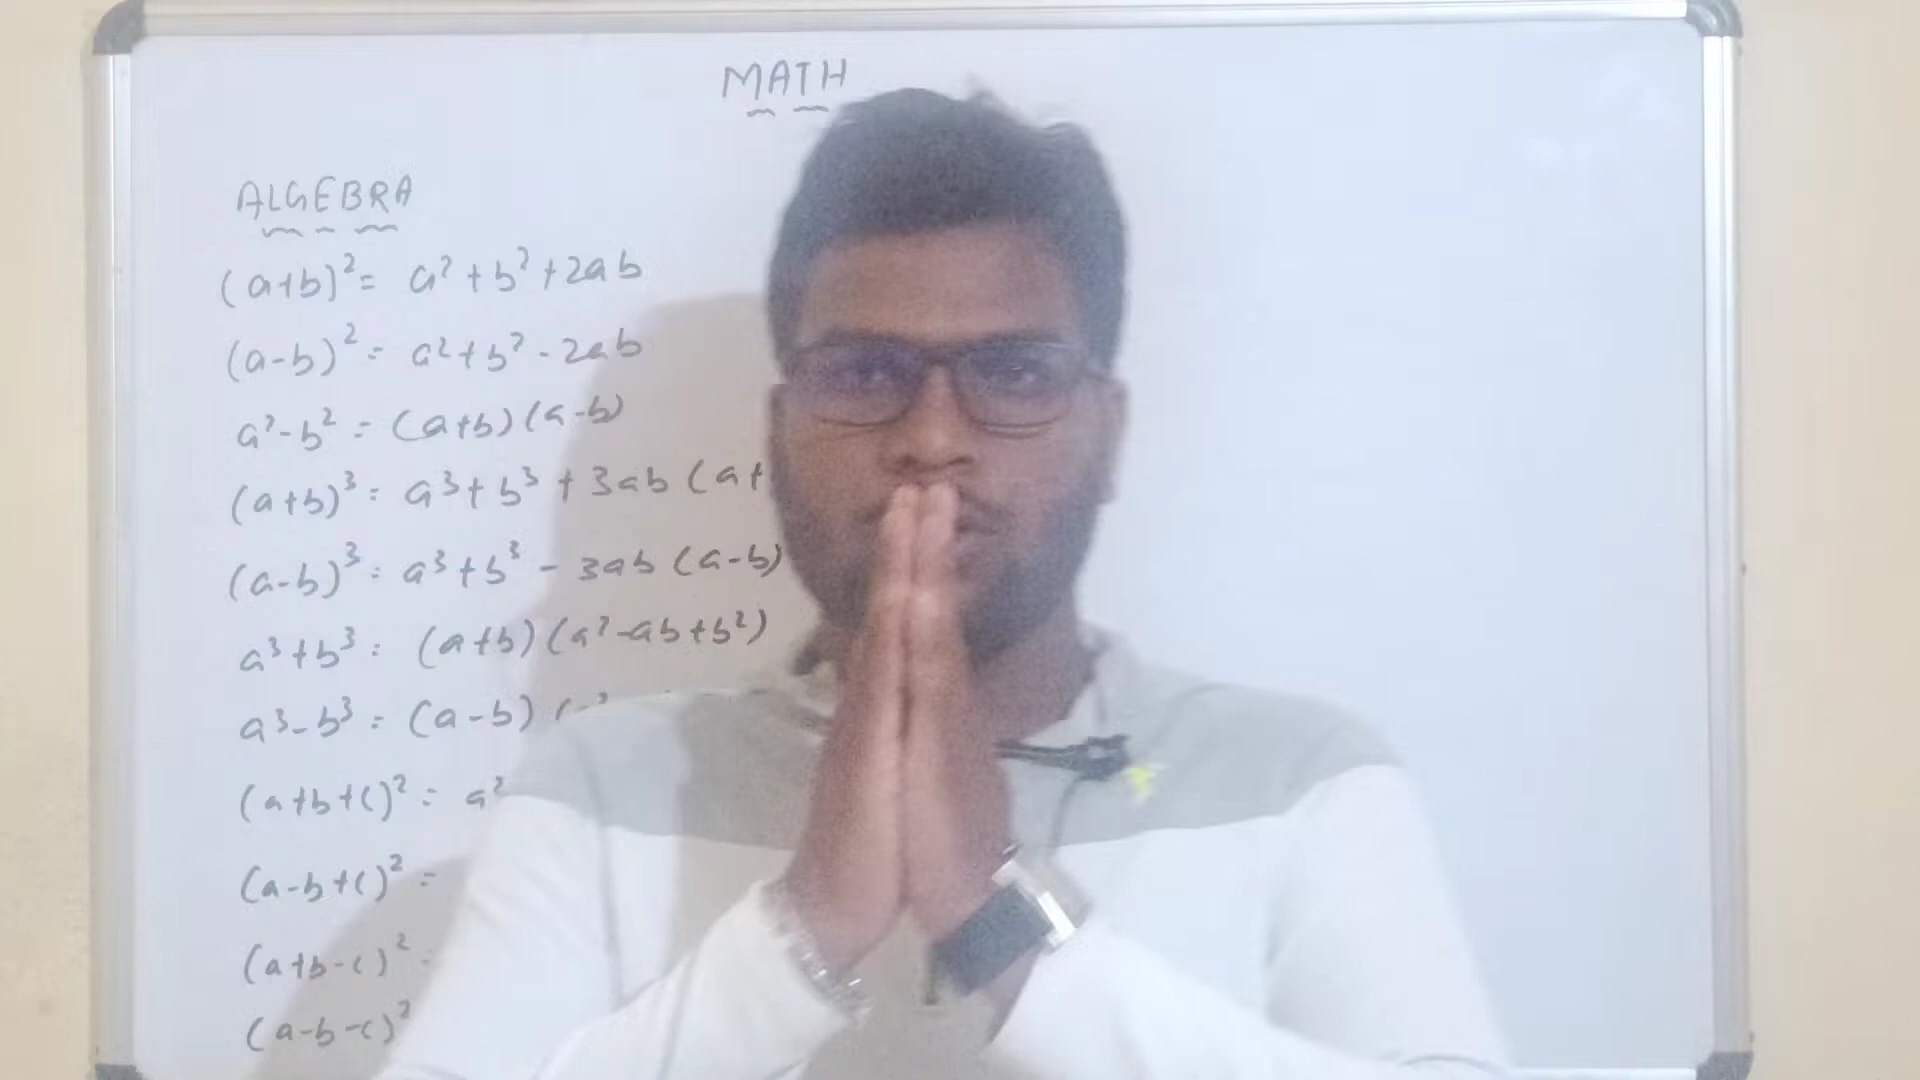 MATH
ALGEBRA
(a+b)² = a² + b² + 2ab
(a-b)² = a² + b² - 2ab
a² - b² = (a+b) (a-b)
(a+b)³ = a³ + b³ + 3ab (a+
(a-b)³ = a³ + b³ - 3ab (a-b)
a³ + b³ = (a+b) (a² - ab + b²)
a³ - b³ = (a-b)
(a+b+c)² = a²
(a-b+c)² =
(a+b-c)² =
(a-b-c)²